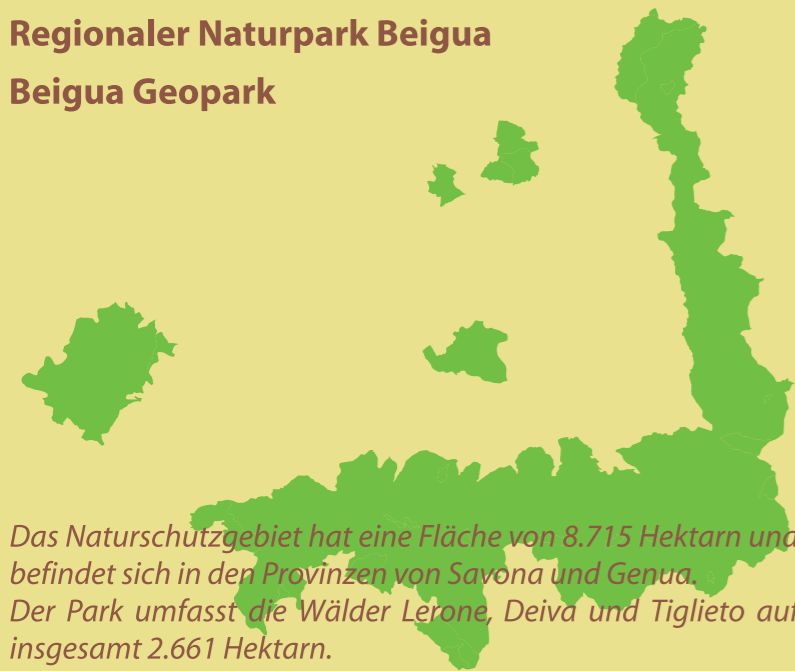 Regionaler Naturpark Beigua
Beigua Geopark
Das Naturschutzgebiet hat eine Fläche von 8.715 Hektarn und
befindet sich in den Provinzen von Savona und Genua.
Der Park umfasst die Wälder Lerone, Deiva und Tiglieto auf
insgesamt 2.661 Hektarn.